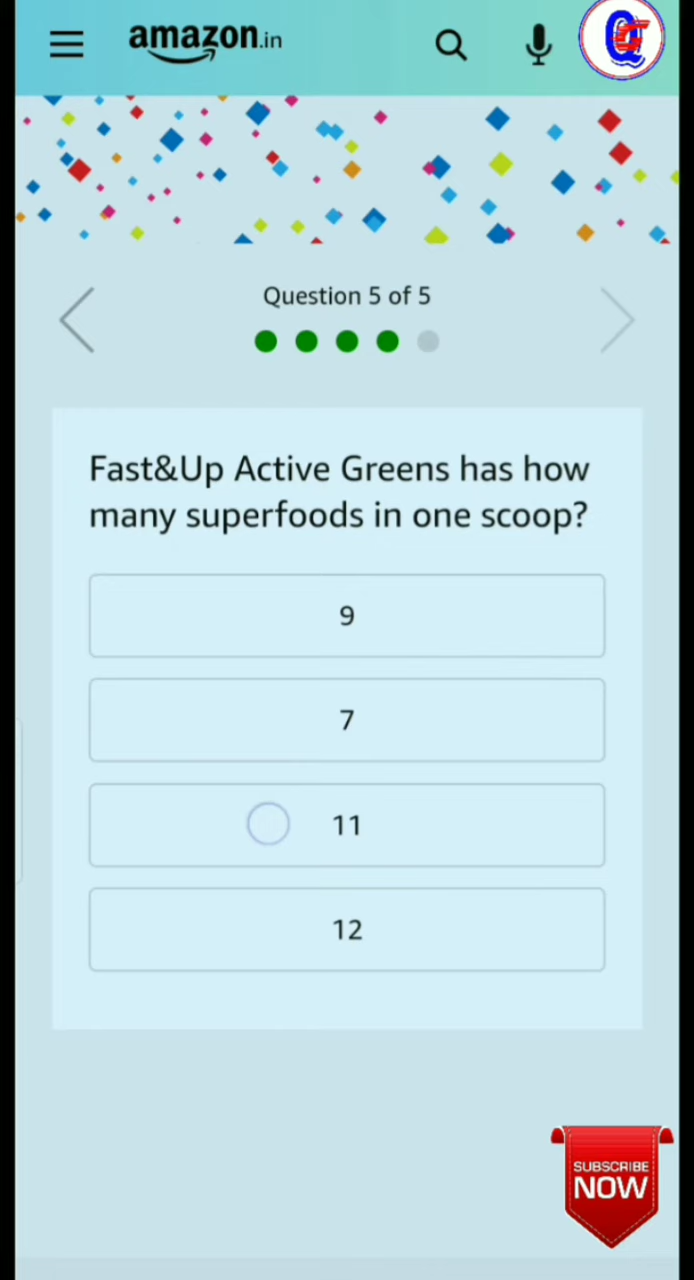 amazon.in
Question 5 of 5
Fast&Up Active Greens has how
many superfoods in one scoop?
9
7
11
12
SUBSCRIBE
NOW